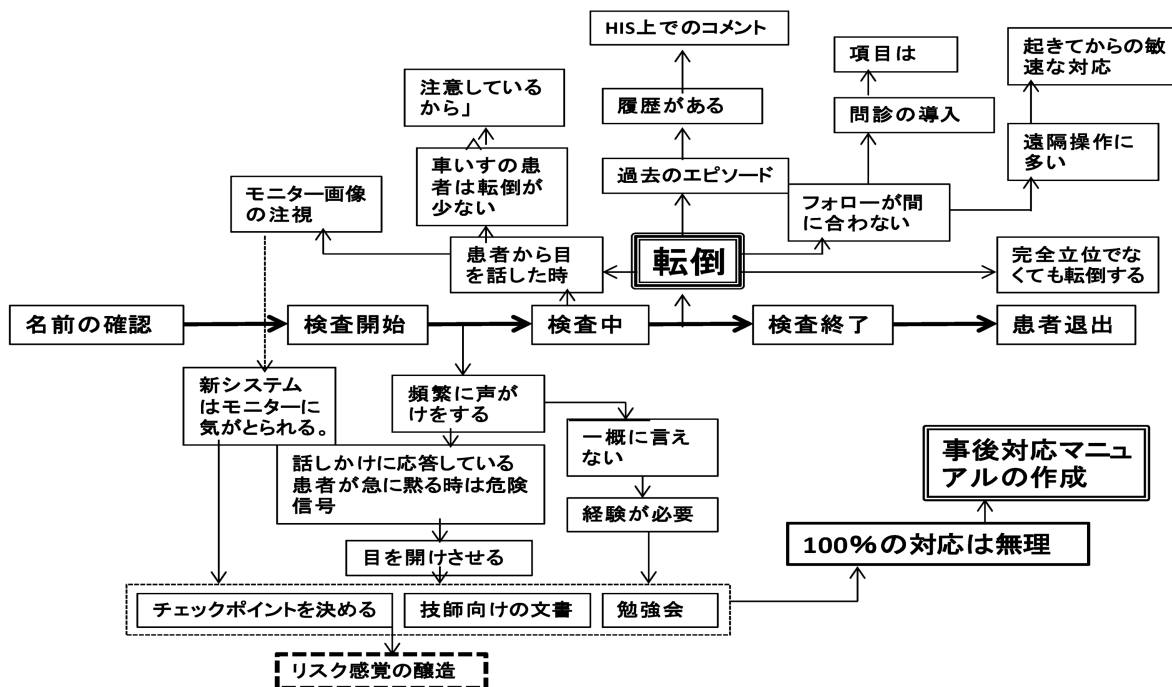 HIS上でのコメント
項目は
起きてからの敏
速な対応
注意している
から」
履歴がある
問診の導入
遠隔操作に
多い
車いすの患
者は転倒が
少ない
過去のエピソード
モニター画像
の注視
フォローが間
に合わない
患者から目
を話した時
転倒
完全立位でな
くても転倒する
名前の確認
検査開始
検査中
検査終了
患者退出
新システム
はモニターに
気がとられる。
頻繁に声が
けをする
一概に言え
ない
事後対応マニュ
アルの作成
話しかけに応答している
患者が急に黙る時は危険
信号
経験が必要
100%の対応は無理
目を開けさせる
チェックポイントを決める
技師向けの文書
勉強会
リスク感覚の醸造